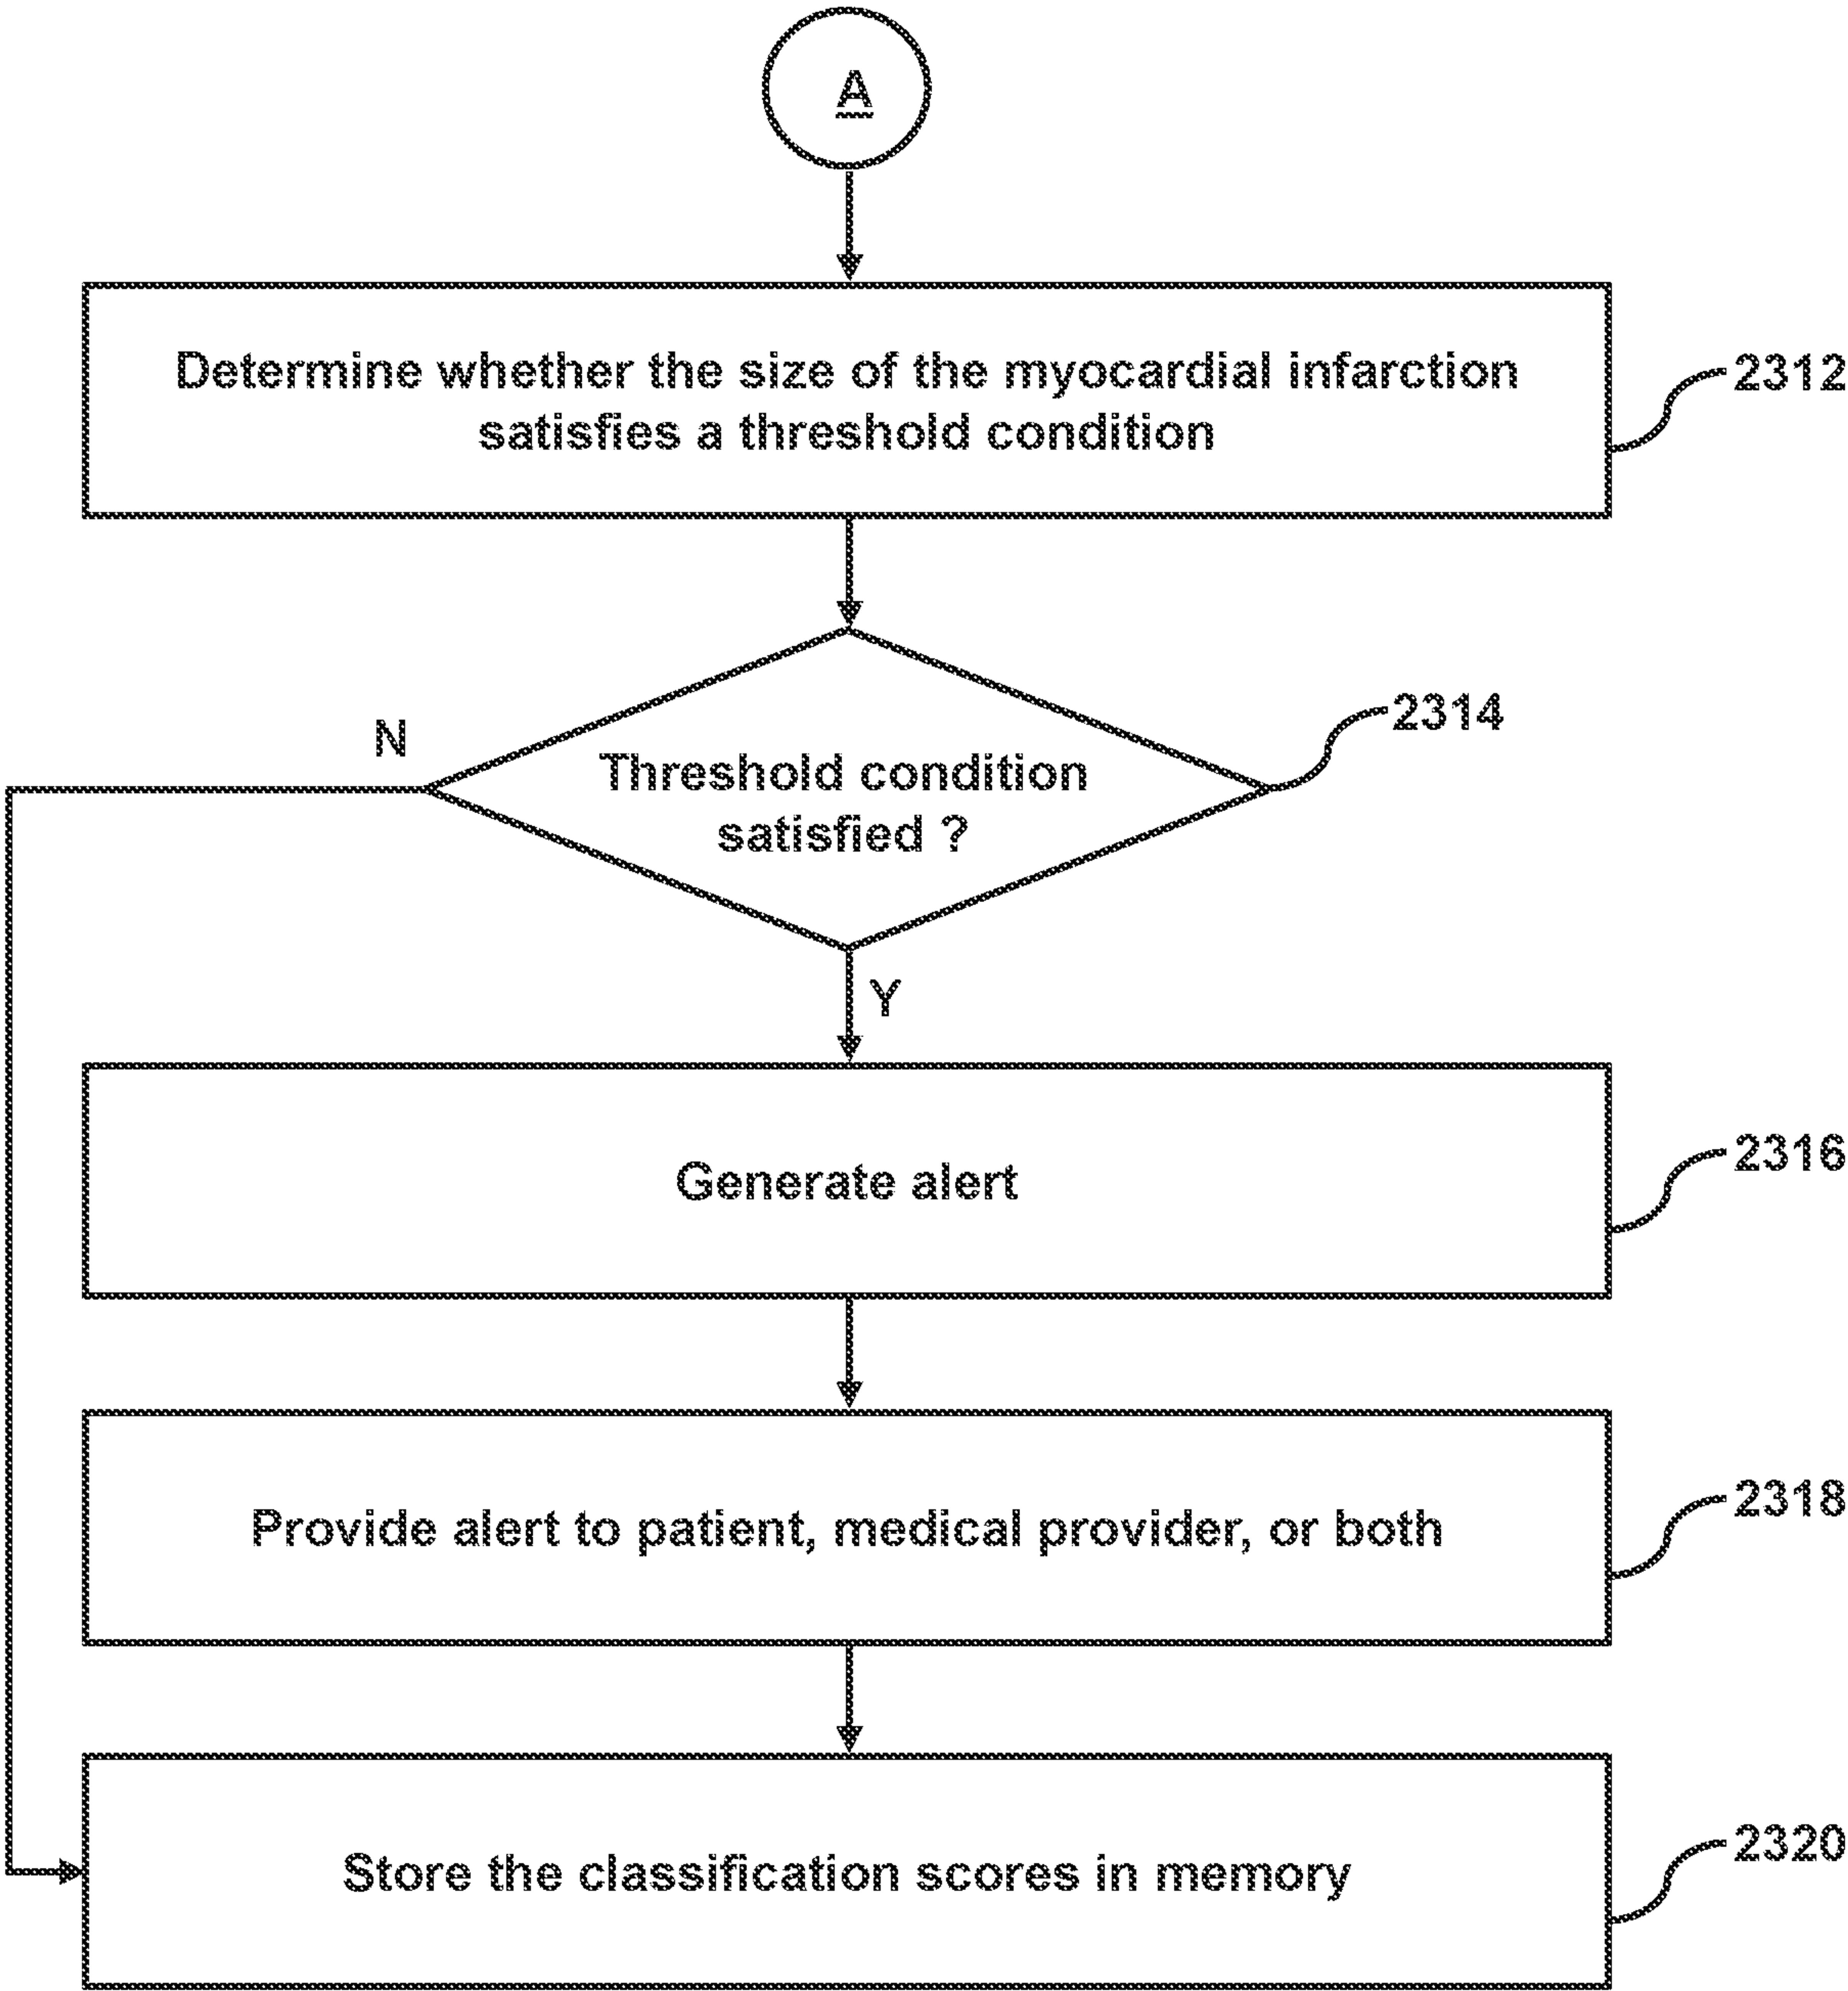 A
Determine whether the size of the myocardial infarction
satisfies a threshold condition
2312
N
Threshold condition
satisfied ?
2314
Y
Generate alert
2316
Provide alert to patient, medical provider, or both
2318
Store the classification scores in memory
2320